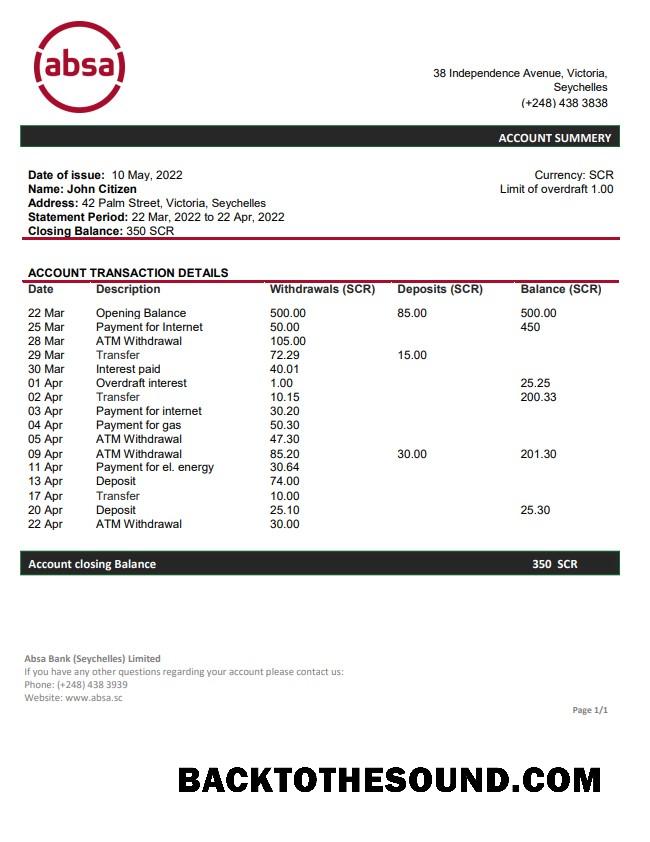 absa
38 Independence Avenue, Victoria,
Seychelles
(+248) 438 3838
ACCOUNT SUMMERY
Date of issue: 10 May, 2022 Currency: SCR
Name: John Citizen Limit of overdraft 1.00
Address: 42 Palm Street, Victoria, Seychelles
Statement Period: 22 Mar, 2022 to 22 Apr, 2022
Closing Balance: 350 SCR
ACCOUNT TRANSACTION DETAILS
Date Description Withdrawals (SCR) Deposits (SCR) Balance (SCR)
22 Mar Opening Balance 500.00 85.00 500.00
25 Mar Payment for Internet 50.00 450
28 Mar ATM Withdrawal 105.00
29 Mar Transfer 72.29 15.00
30 Mar Interest paid 40.01
01 Apr Overdraft interest 1.00 25.25
02 Apr Transfer 10.15 200.33
03 Apr Payment for internet 30.20
04 Apr Payment for gas 50.30
05 Apr ATM Withdrawal 47.30
09 Apr ATM Withdrawal 85.20 30.00 201.30
11 Apr Payment for el. energy 30.64
13 Apr Deposit 74.00
17 Apr Transfer 10.00
20 Apr Deposit 25.10 25.30
22 Apr ATM Withdrawal 30.00
Account closing Balance 350 SCR
Absa Bank (Seychelles) Limited
If you have any other questions regarding your account please contact us:
Phone: (+248) 438 3939
Website: www.absa.sc
Page 1/1
BACKTOTHESOUND.COM